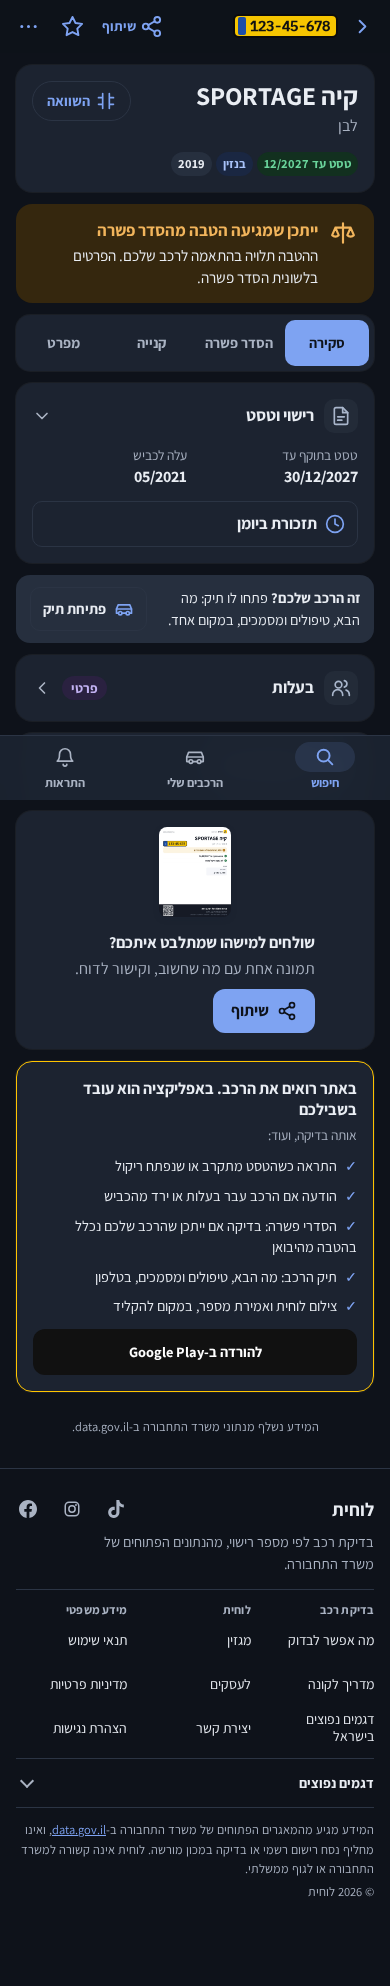 123-45-678
שיתוף
קיה SPORTAGE
לבן
השוואה
טסט עד 12/2027
בנזין
2019
ייתכן שמגיעה הטבה מהסדר פשרה
ההטבה תלויה בהתאמה לרכב שלכם. הפרטים
בלשונית הסדר פשרה.
סקירה
הסדר פשרה
קנייה
מפרט
רישוי וטסט
טסט בתוקף עד
עלה לכביש
30/12/2027
05/2021
תזכורת ביומן
זה הרכב שלכם? פתחו לו תיק: מה
הבא, טיפולים ומסמכים, במקום אחד.
פתיחת תיק
בעלות
פרטי
חיפוש
הרכבים שלי
התראות
שולחים למישהו שמתלבט איתכם?
תמונה אחת עם מה שחשוב, וקישור לדוח.
שיתוף
באתר רואים את הרכב. באפליקציה הוא עובד
בשבילכם
אותה בדיקה, ועוד:
✓ התראה כשהטסט מתקרב או שנפתח ריקול
✓ הודעה אם הרכב עבר בעלות או ירד מהכביש
✓ הסדרי פשרה: בדיקה אם ייתכן שהרכב שלכם נכלל
בהטבה מהיבואן
✓ תיק הרכב: מה הבא, טיפולים ומסמכים, בטלפון
✓ צילום לוחית ואמירת מספר, במקום להקליד
להורדה ב-Google Play
המידע נשלף מנתוני משרד התחבורה ב-data.gov.il.
לוחית
בדיקת רכב לפי מספר רישוי, מהנתונים הפתוחים של
משרד התחבורה.
בדיקת רכב
לוחית
מידע משפטי
מה אפשר לבדוק
מגזין
תנאי שימוש
מדריך לקונה
לעסקים
מדיניות פרטיות
דגמים נפוצים
בישראל
יצירת קשר
הצהרת נגישות
דגמים נפוצים
המידע מגיע מהמאגרים הפתוחים של משרד התחבורה ב-data.gov.il, ואינו
מחליף נסח רישום רשמי או בדיקה במכון מורשה. לוחית אינה קשורה למשרד
התחבורה או לגוף ממשלתי.
© 2026 לוחית